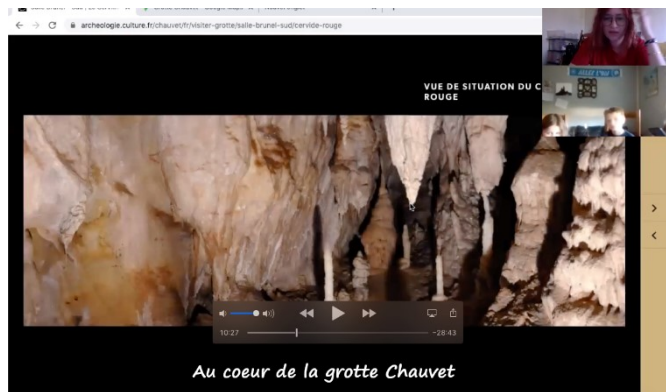 archeologie.culture.fr/chauvet/fr/visiter-grotte/salle-brunel-sud/cervide-rouge
VUE DE SITUATION DU C
ROUGE
10:27
-28:43
Au coeur de la grotte Chauvet